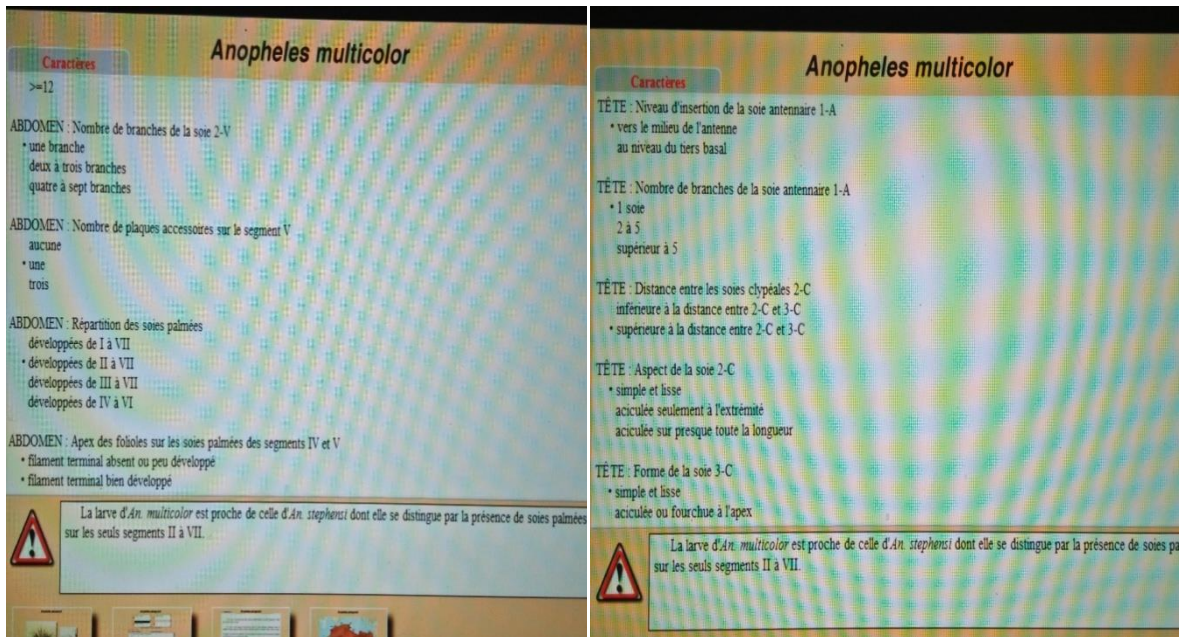 Anopheles multicolor
Caractères
>=12
ABDOMEN : Nombre de branches de la soie 2-V
• une branche
deux à trois branches
quatre à sept branches
ABDOMEN : Nombre de plaques accessoires sur le segment V
aucune
• une
trois
ABDOMEN : Répartition des soies palmées
développées de I à VII
• développées de II à VII
développées de III à VII
développées de IV à VI
ABDOMEN : Apex des folioles sur les soies palmées des segments IV et V
• filament terminal absent ou peu développé
• filament terminal bien développé
La larve d'An. multicolor est proche de celle d'An. stephensi dont elle se distingue par la présence de soies palmées
sur les seuls segments II à VII.
Anopheles multicolor
Caractères
TÊTE : Niveau d'insertion de la soie antennaire 1-A
• vers le milieu de l'antenne
au niveau du tiers basal
TÊTE : Nombre de branches de la soie antennaire 1-A
• 1 soie
2 à 5
supérieur à 5
TÊTE : Distance entre les soies clypéales 2-C
inférieure à la distance entre 2-C et 3-C
• supérieure à la distance entre 2-C et 3-C
TÊTE : Aspect de la soie 2-C
• simple et lisse
aciculée seulement à l'extrémité
aciculée sur presque toute la longueur
TÊTE : Forme de la soie 3-C
• simple et lisse
aciculée ou fourchue à l'apex
La larve d'An. multicolor est proche de celle d'An. stephensi dont elle se distingue par la présence de soies pa
sur les seuls segments II à VII.